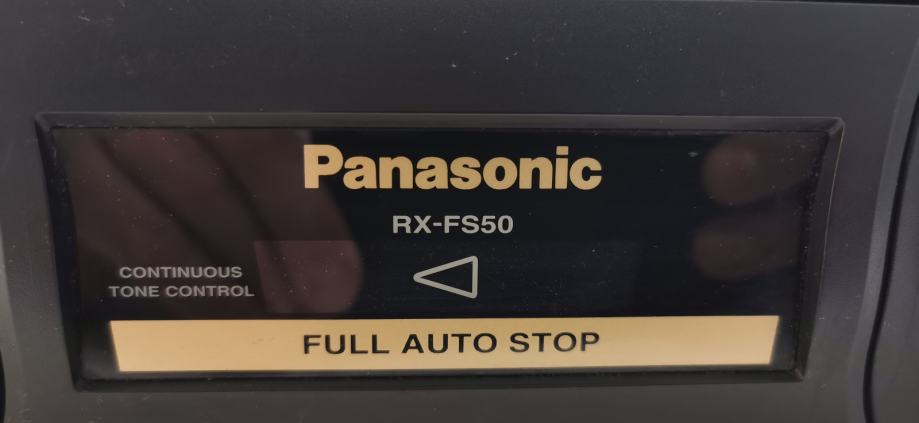 Panasonic
RX-FS50
CONTINUOUS
TONE CONTROL
FULL AUTO STOP